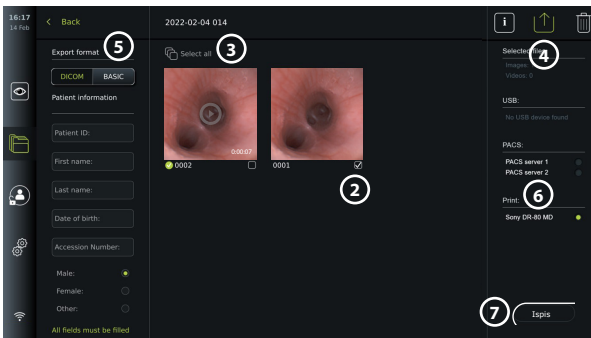 16:17
14 Feb
Back
2022-02-04 014
i
Export format
5
DICOM
BASIC
Patient information
Patient ID:
First name:
Last name:
Date of birth:
Accession Number:
Male:
Female:
Other:
All fields must be filled
Select all
3
0:00:07
0002
0001
2
Selected files
4
Images:
Videos: 0
USB:
No USB device found
PACS:
PACS server 1
PACS server 2
Print:
6
Sony DR-80 MD
7
Ispis